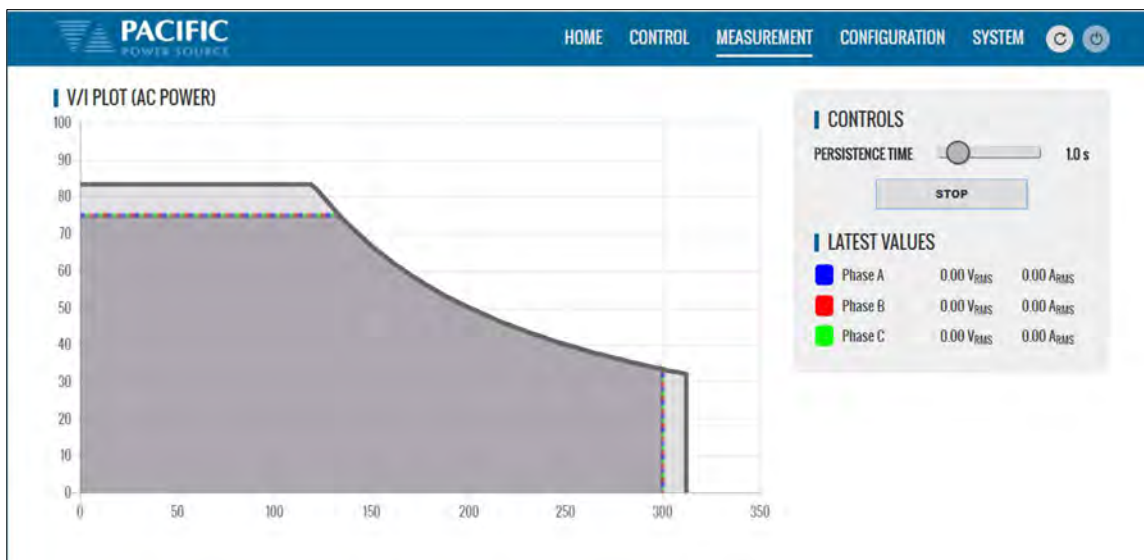 PACIFIC
POWER SOURCE
HOME CONTROL MEASUREMENT CONFIGURATION SYSTEM
V/I PLOT (AC POWER)
100
90
80
70
60
50
40
30
20
10
0
0 50 100 150 200 250 300 350
CONTROLS
PERSISTENCE TIME 1.0 s
STOP
LATEST VALUES
Phase A 0.00 VRMS 0.00 ARMS
Phase B 0.00 VRMS 0.00 ARMS
Phase C 0.00 VRMS 0.00 ARMS